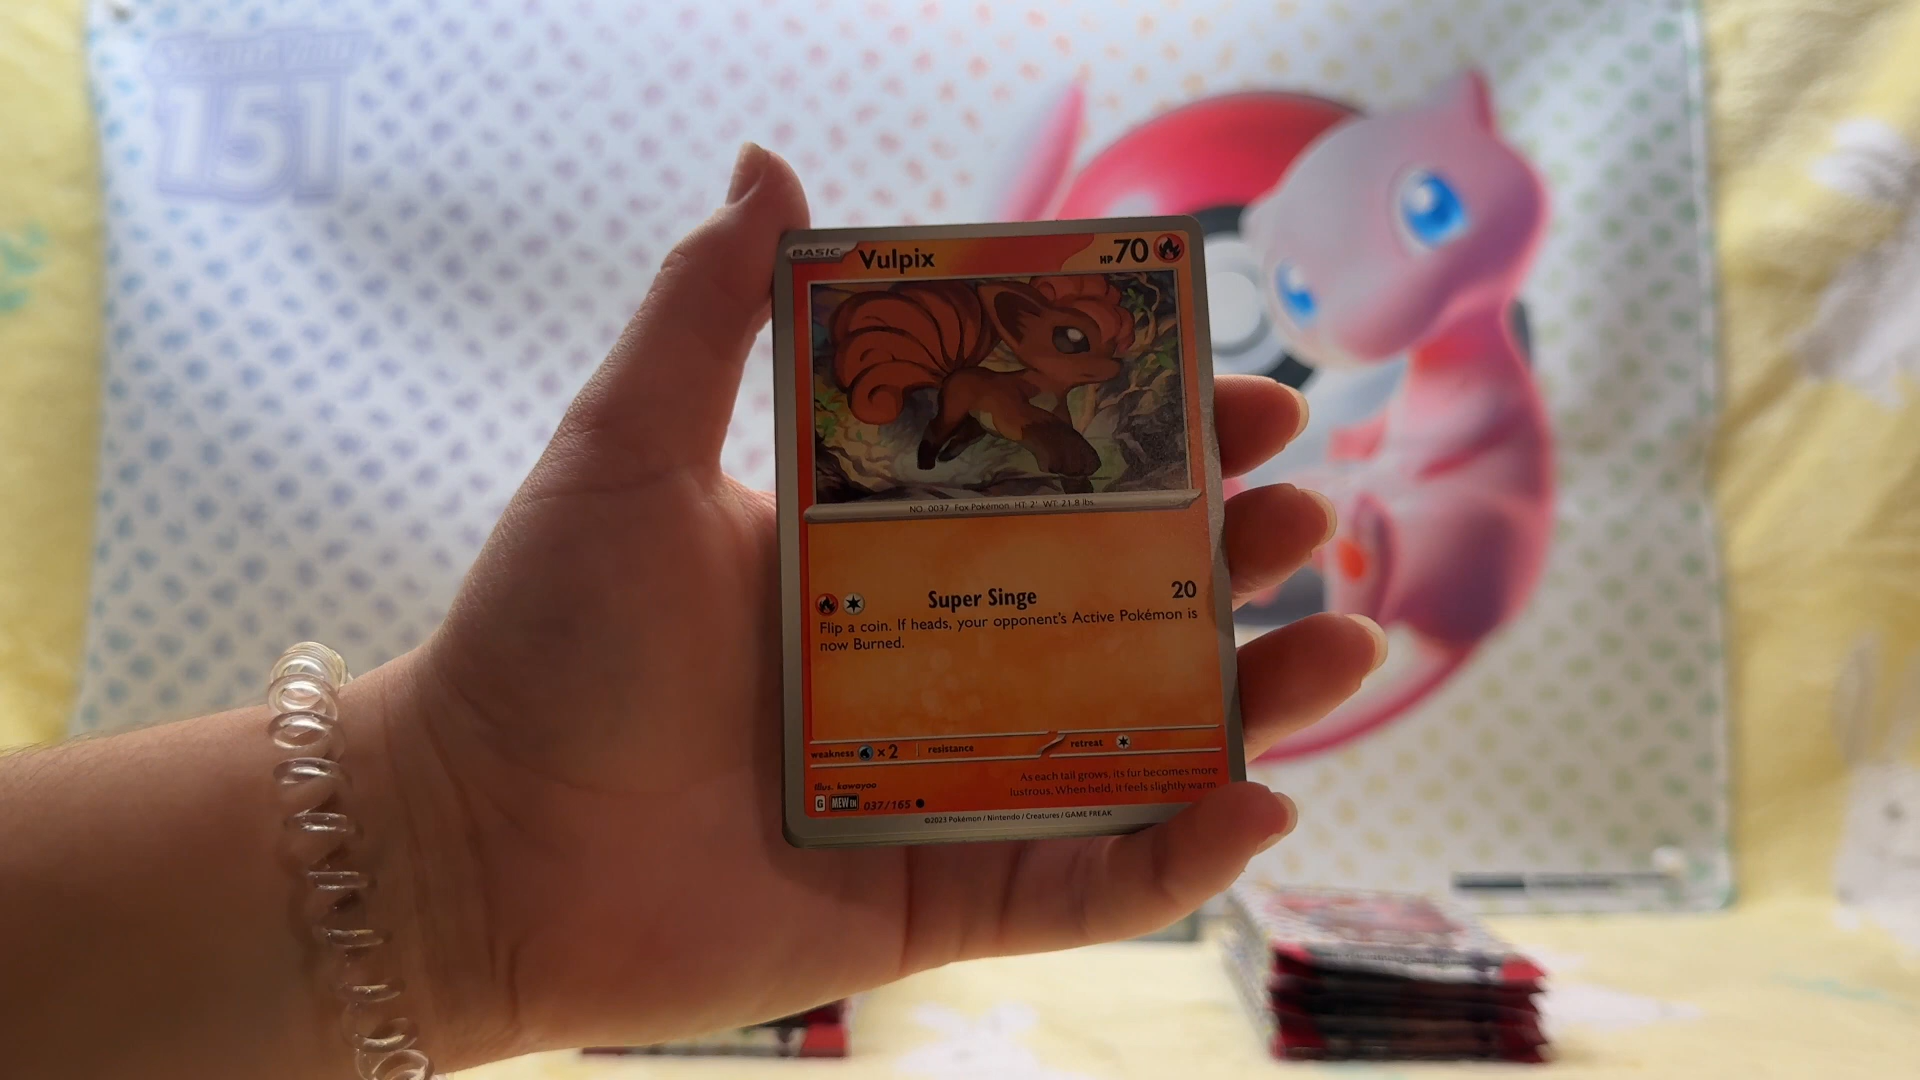 151
BASIC Vulpix HP 70
NO. 0037 Fox Pokémon HT: 2' WT: 21.8 lbs.
Super Singe 20
Flip a coin. If heads, your opponent's Active Pokémon is
now Burned.
weakness ×2 resistance retreat
Illus. kawayoo
As each tail grows, its fur becomes more
lustrous. When held, it feels slightly warm.
G MEW EN 037/165
©2023 Pokémon / Nintendo / Creatures / GAME FREAK